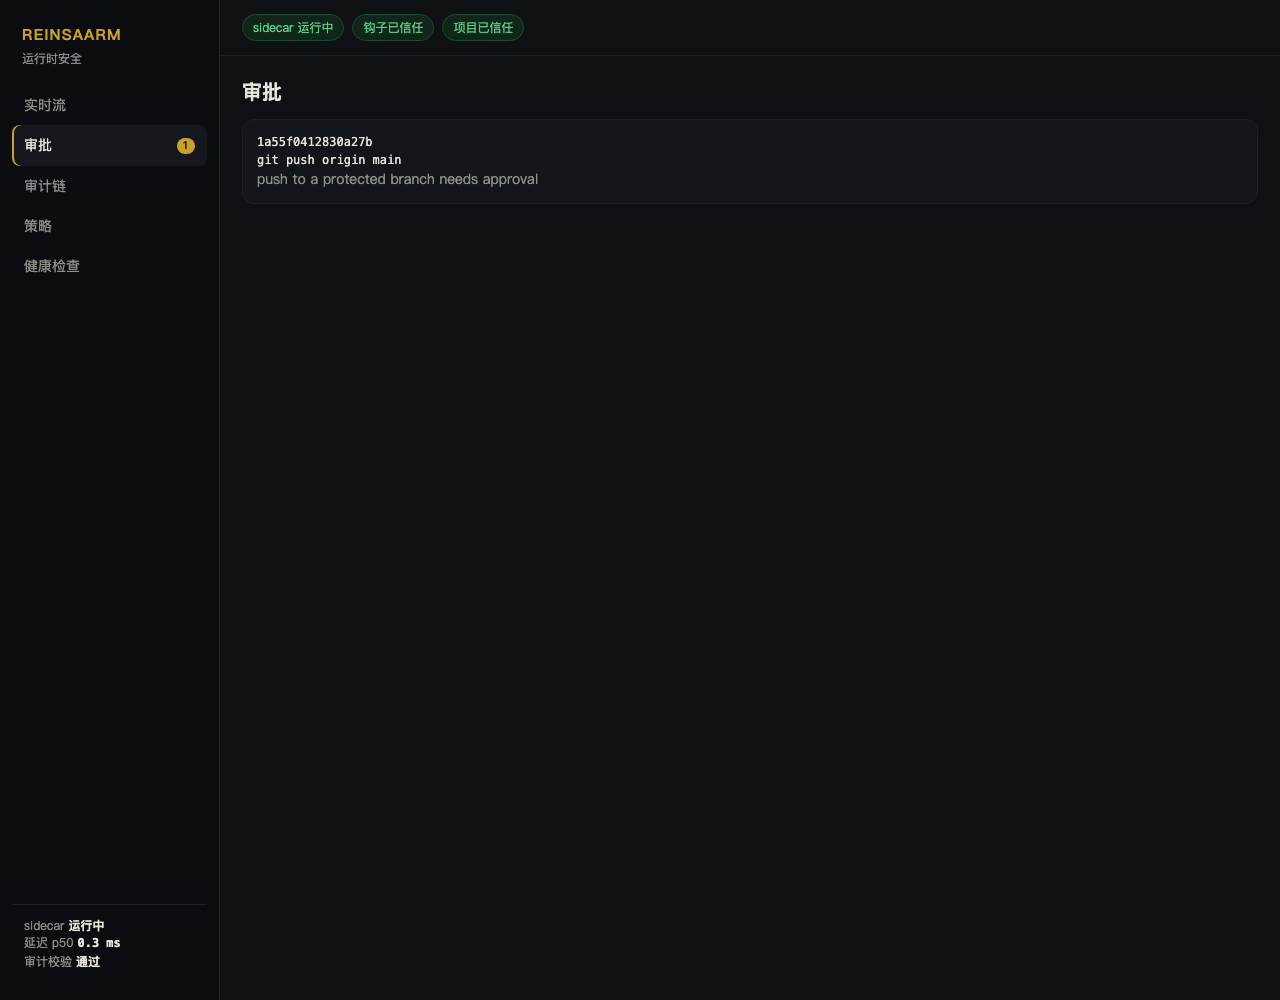 REINSAARM
运行时安全
实时流
审批 1
审计链
策略
健康检查
sidecar 运行中
延迟 p50 0.3 ms
审计校验 通过
sidecar 运行中 钩子已信任 项目已信任
审批
1a55f0412830a27b
git push origin main
push to a protected branch needs approval